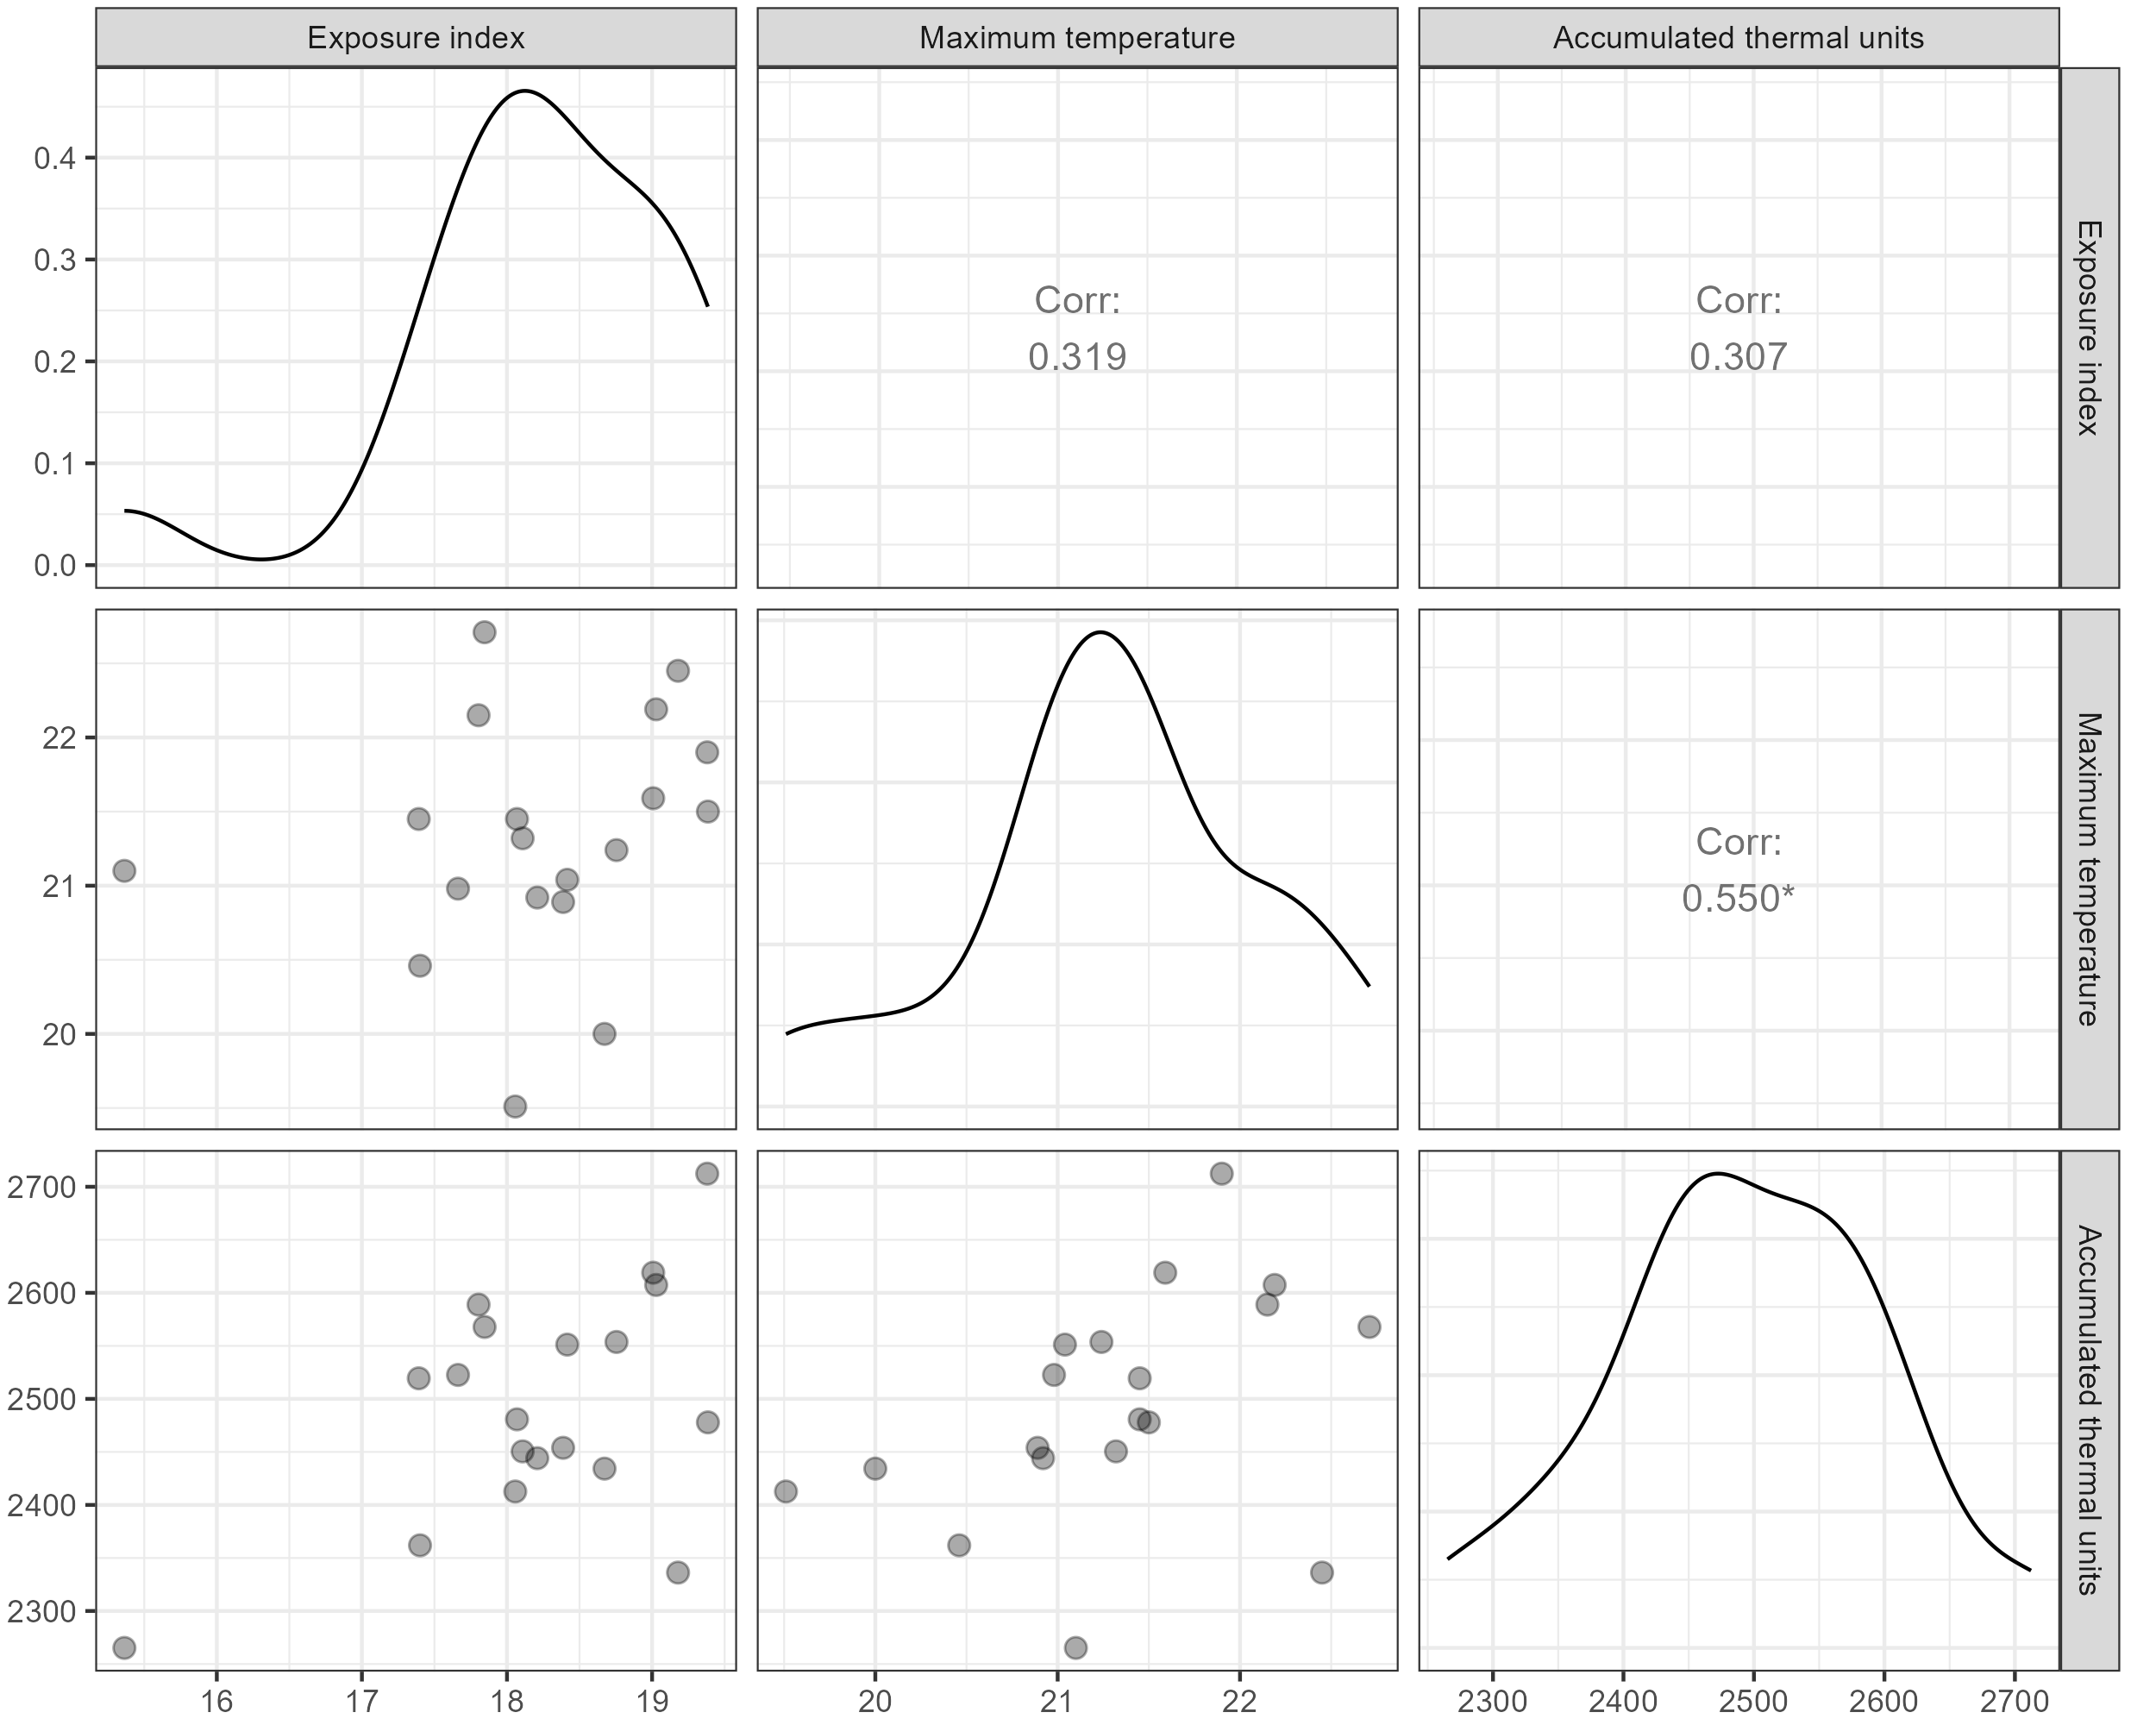 Exposure index
Maximum temperature
Accumulated thermal units
0.4
0.3
0.2
0.1
0.0
Corr:
0.319
Corr:
0.307
Exposure index
22
21
20
Corr:
0.550*
Maximum temperature
2700
2600
2500
2400
2300
Accumulated thermal units
16 17 18 19
20 21 22
2300 2400 2500 2600 2700